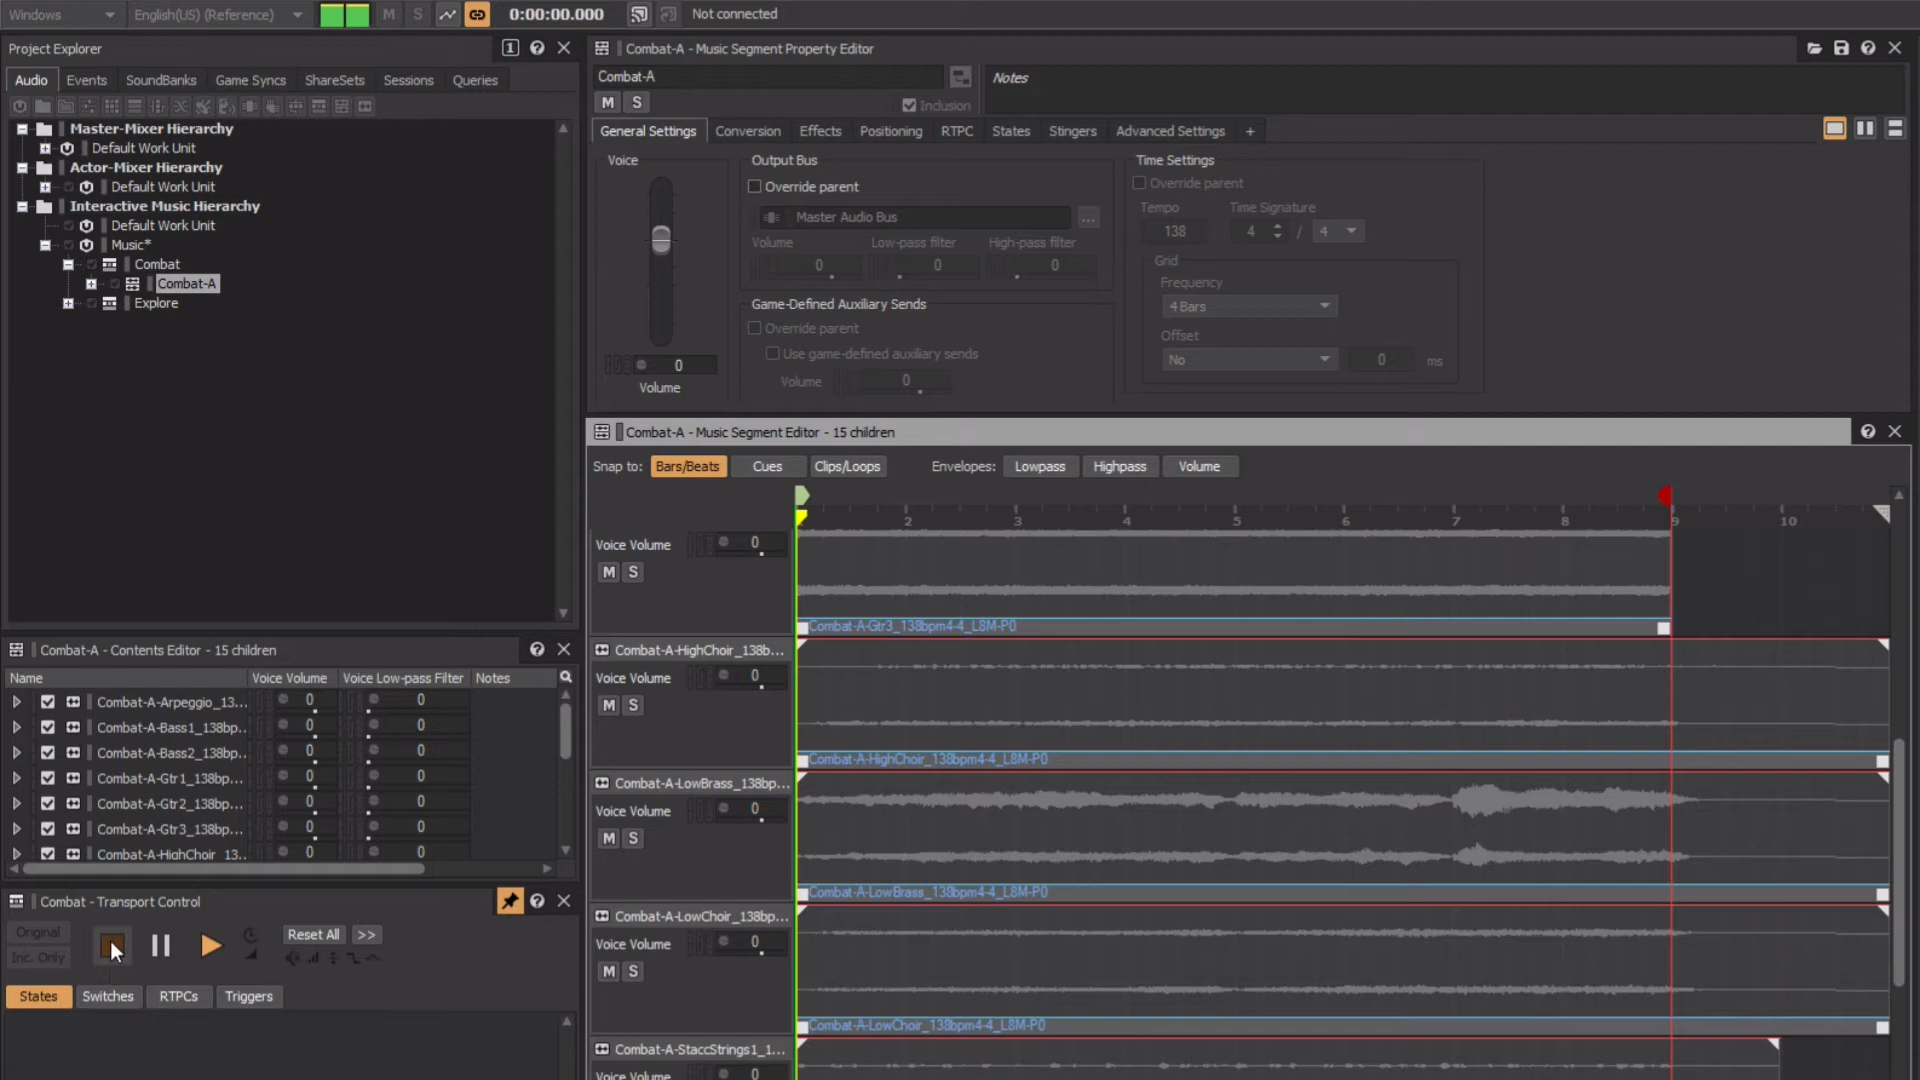 Windows
English(US) (Reference)
M
S
0:00:00.000
Not connected
Project Explorer
1
Audio
Events
SoundBanks
Game Syncs
ShareSets
Sessions
Queries
Master-Mixer Hierarchy
Default Work Unit
Actor-Mixer Hierarchy
Default Work Unit
Interactive Music Hierarchy
Default Work Unit
Music*
Combat
Combat-A
Explore
Combat-A - Contents Editor - 15 children
Name
Voice Volume
Voice Low-pass Filter
Notes
Combat-A-Arpeggio_13...
0
0
Combat-A-Bass1_138bp...
0
0
Combat-A-Bass2_138bp...
0
0
Combat-A-Gtr1_138bp...
0
0
Combat-A-Gtr2_138bp...
0
0
Combat-A-Gtr3_138bp...
0
0
Combat-A-HighChoir_13...
0
0
Combat - Transport Control
Original
Inc. Only
Reset All
>>
States
Switches
RTPCs
Triggers
Combat-A - Music Segment Property Editor
Combat-A
Notes
M
S
Inclusion
General Settings
Conversion
Effects
Positioning
RTPC
States
Stingers
Advanced Settings
+
Voice
0
Volume
Output Bus
Override parent
Master Audio Bus
...
Volume
Low-pass filter
High-pass filter
0
0
0
Game-Defined Auxiliary Sends
Override parent
Use game-defined auxiliary sends
Volume
0
Time Settings
Override parent
Tempo
Time Signature
138
4
/
4
Grid
Frequency
4 Bars
Offset
No
0
ms
Combat-A - Music Segment Editor - 15 children
Snap to:
Bars/Beats
Cues
Clips/Loops
Envelopes:
Lowpass
Highpass
Volume
2
3
4
5
6
7
8
9
10
Voice Volume
0
M
S
Combat-A-Gtr3_138bpm4-4_L8M-P0
Combat-A-HighChoir_138b...
Voice Volume
0
M
S
Combat-A-HighChoir_138bpm4-4_L8M-P0
Combat-A-LowBrass_138bp...
Voice Volume
0
M
S
Combat-A-LowBrass_138bpm4-4_L8M-P0
Combat-A-LowChoir_138bp...
Voice Volume
0
M
S
Combat-A-LowChoir_138bpm4-4_L8M-P0
Combat-A-StaccStrings1_1...
Voice Volume
0